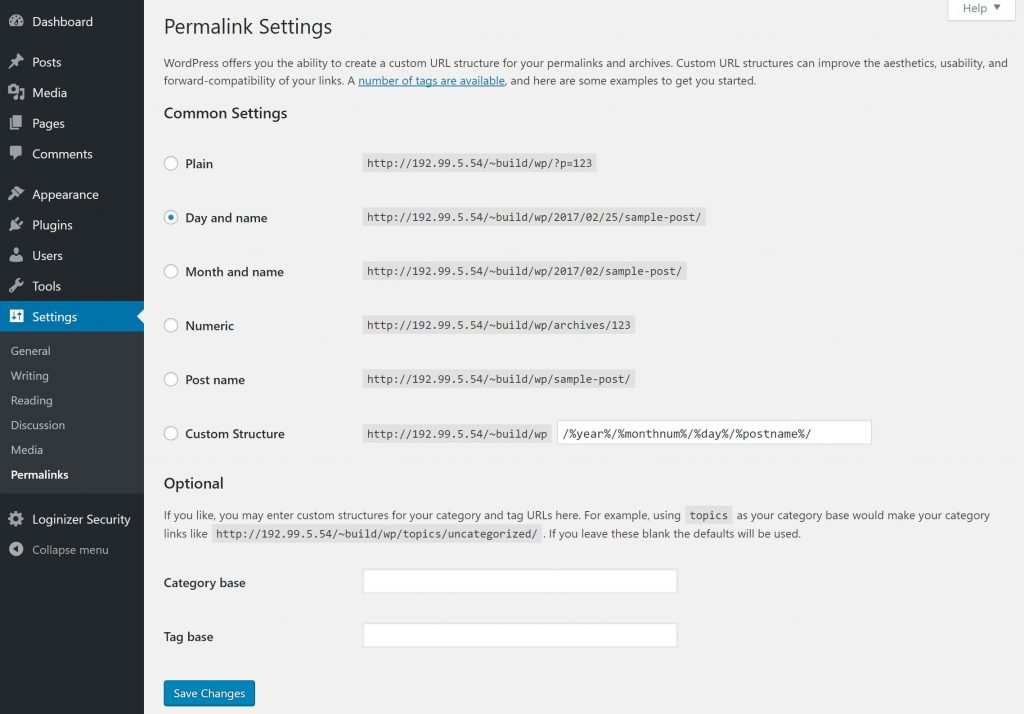 Dashboard
Posts
Media
Pages
Comments
Appearance
Plugins
Users
Tools
Settings
General
Writing
Reading
Discussion
Media
Permalinks
Loginizer Security
Collapse menu
Help
Permalink Settings
WordPress offers you the ability to create a custom URL structure for your permalinks and archives. Custom URL structures can improve the aesthetics, usability, and
forward-compatibility of your links. A number of tags are available, and here are some examples to get you started.
Common Settings
Plain http://192.99.5.54/~build/wp/?p=123
Day and name http://192.99.5.54/~build/wp/2017/02/25/sample-post/
Month and name http://192.99.5.54/~build/wp/2017/02/sample-post/
Numeric http://192.99.5.54/~build/wp/archives/123
Post name http://192.99.5.54/~build/wp/sample-post/
Custom Structure http://192.99.5.54/~build/wp /%year%/%monthnum%/%day%/%postname%/
Optional
If you like, you may enter custom structures for your category and tag URLs here. For example, using topics as your category base would make your category
links like http://192.99.5.54/~build/wp/topics/uncategorized/ . If you leave these blank the defaults will be used.
Category base
Tag base
Save Changes